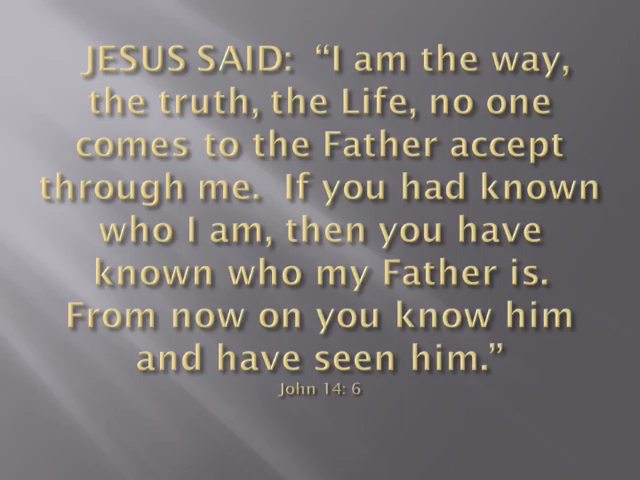 JESUS SAID:  “I am the way,
the truth, the Life, no one
comes to the Father accept
through me.  If you had known
who I am, then you have
known who my Father is.
From now on you know him
and have seen him.”
John 14: 6